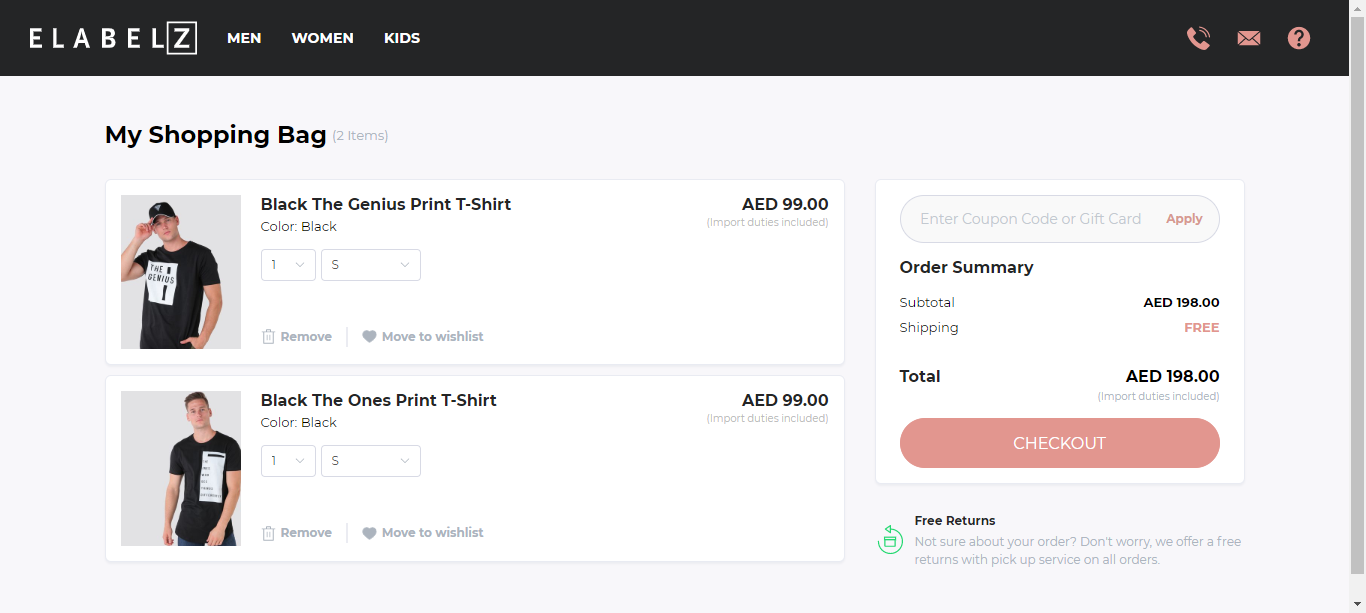 ELABELZ MEN WOMEN KIDS
My Shopping Bag (2 Items)
Black The Genius Print T-Shirt AED 99.00
Color: Black (Import duties included)
1 S
THE
GENIUS
Remove Move to wishlist
Black The Ones Print T-Shirt AED 99.00
Color: Black (Import duties included)
1 S
Remove Move to wishlist
Enter Coupon Code or Gift Card Apply
Order Summary
Subtotal AED 198.00
Shipping FREE
Total AED 198.00
(Import duties included)
CHECKOUT
Free Returns
Not sure about your order? Don't worry, we offer a free
returns with pick up service on all orders.